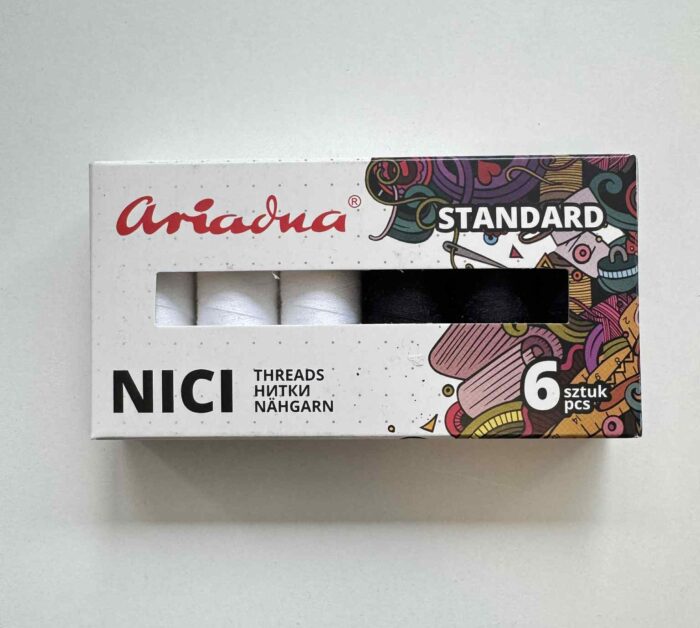 Ariadna®
STANDARD
NICI
THREADS
НИТКИ
NÄHGARN
6 sztuk
pcs